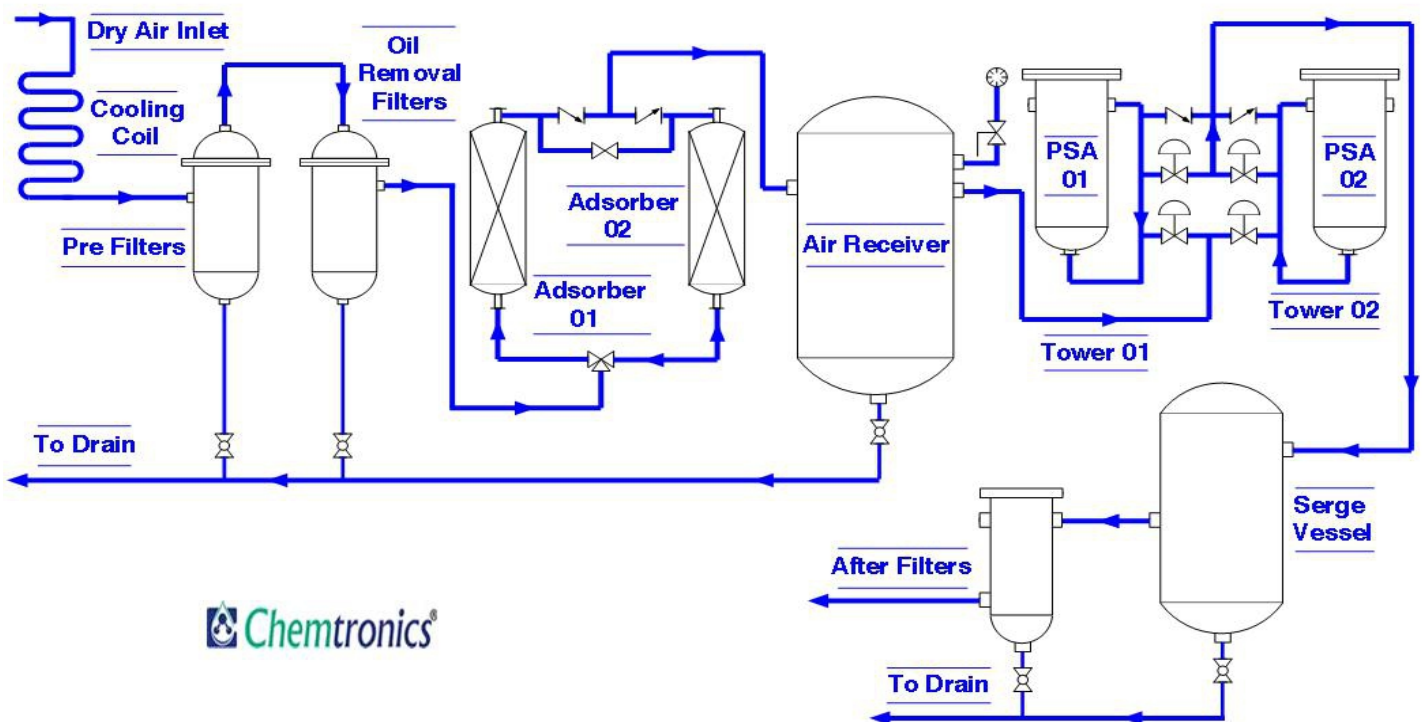 Dry Air Inlet
Cooling
Coil
Oil
Removal
Filters
Pre Filters
Adsorber
02
Adsorber
01
Air Receiver
PSA
01
PSA
02
Tower 02
Tower 01
To Drain
Serge
Vessel
After Filters
To Drain
Chemtronics®